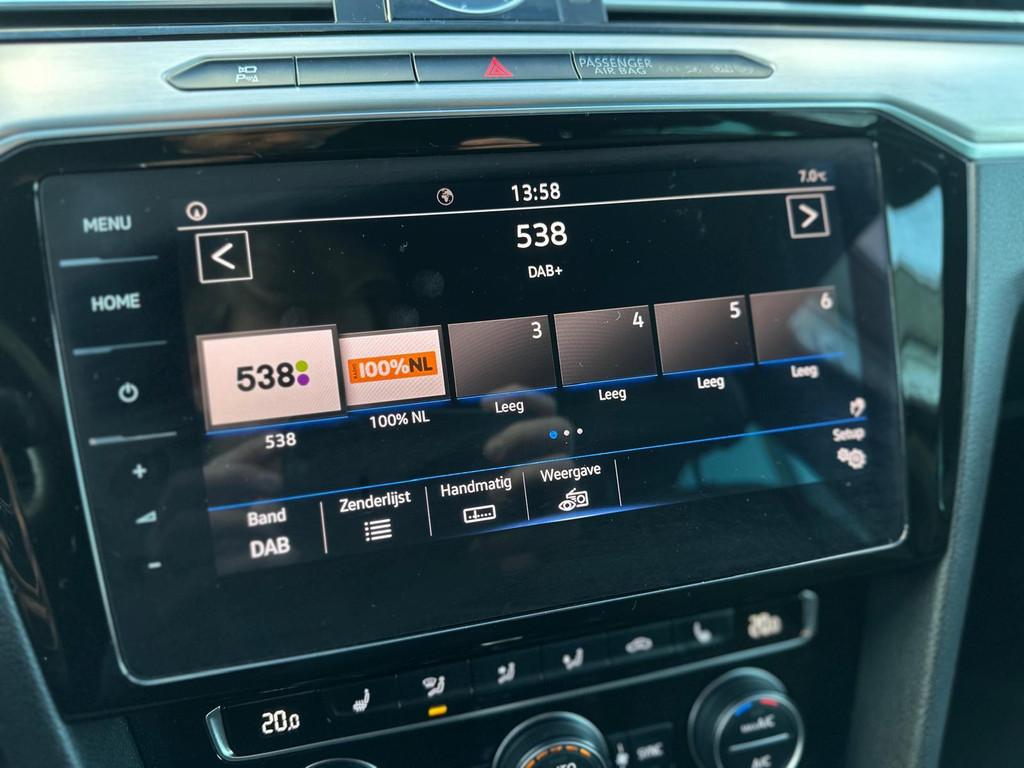 PASSENGER
AIR BAG
MENU
HOME
13:58
7.0°C
<
538
>
DAB+
538
100%NL
3
4
5
6
538
100% NL
Leeg
Leeg
Leeg
Leeg
Setup
Band
DAB
Zenderlijst
Handmatig
Weergave
+
-
20.0
20.0
SYNC
A/C
A/C